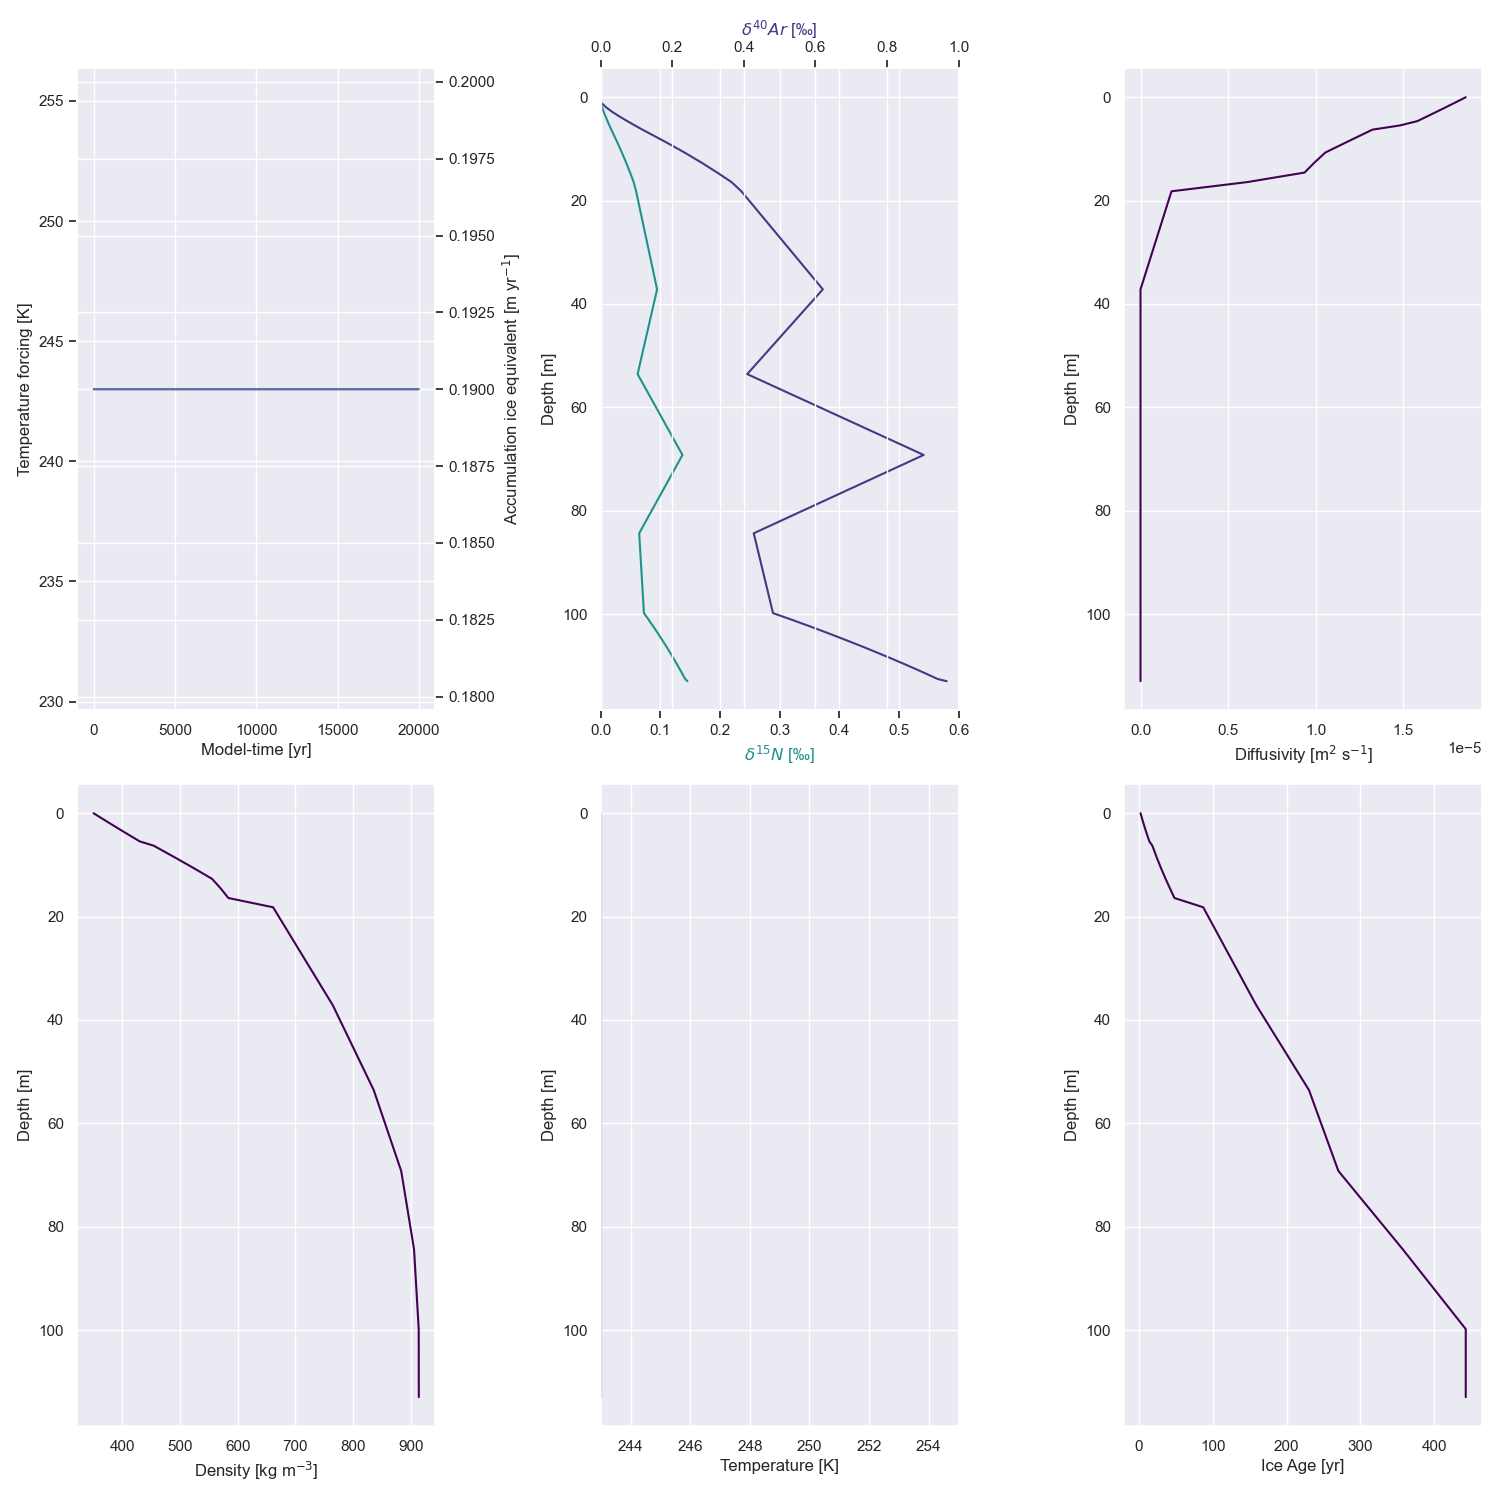 δ⁴⁰Ar [‰]
0.0 0.2 0.4 0.6 0.8 1.0
255
250
245
240
235
230
Temperature forcing [K]
0.2000
0.1975
0.1950
0.1925
0.1900
0.1875
0.1850
0.1825
0.1800
Accumulation ice equivalent [m yr⁻¹]
0 5000 10000 15000 20000
Model-time [yr]
0
20
40
60
80
100
Depth [m]
0.0 0.1 0.2 0.3 0.4 0.5 0.6
δ¹⁵N [‰]
0
20
40
60
80
100
Depth [m]
0.0 0.5 1.0 1.5
1e−5
Diffusivity [m² s⁻¹]
0
20
40
60
80
100
Depth [m]
400 500 600 700 800 900
Density [kg m⁻³]
0
20
40
60
80
100
Depth [m]
244 246 248 250 252 254
Temperature [K]
0
20
40
60
80
100
Depth [m]
0 100 200 300 400
Ice Age [yr]